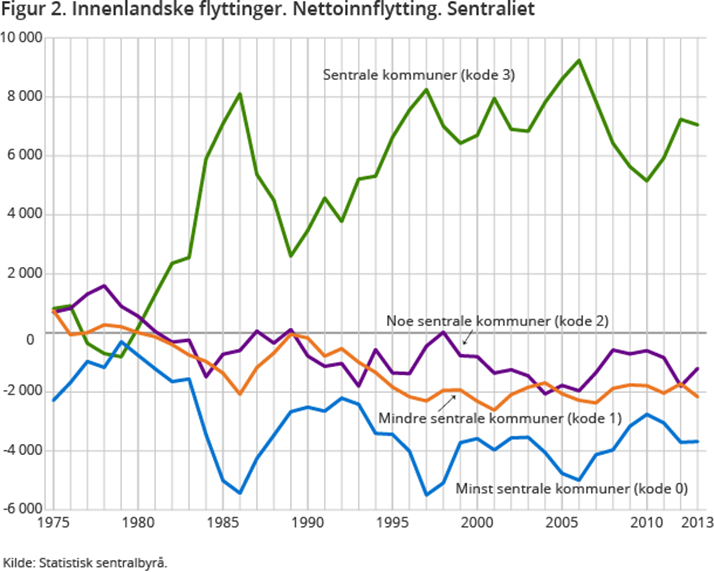 Figur 2. Innenlandske flyttinger. Nettoinnflytting. Sentraliet
10 000
Sentrale kommuner (kode 3)
8 000
6 000
4 000
2 000
Noe sentrale kommuner (kode 2)
0
-2 000
Mindre sentrale kommuner (kode 1)
-4 000
Minst sentrale kommuner (kode 0)
-6 000
1975 1980 1985 1990 1995 2000 2005 2010 2013
Kilde: Statistisk sentralbyrå.